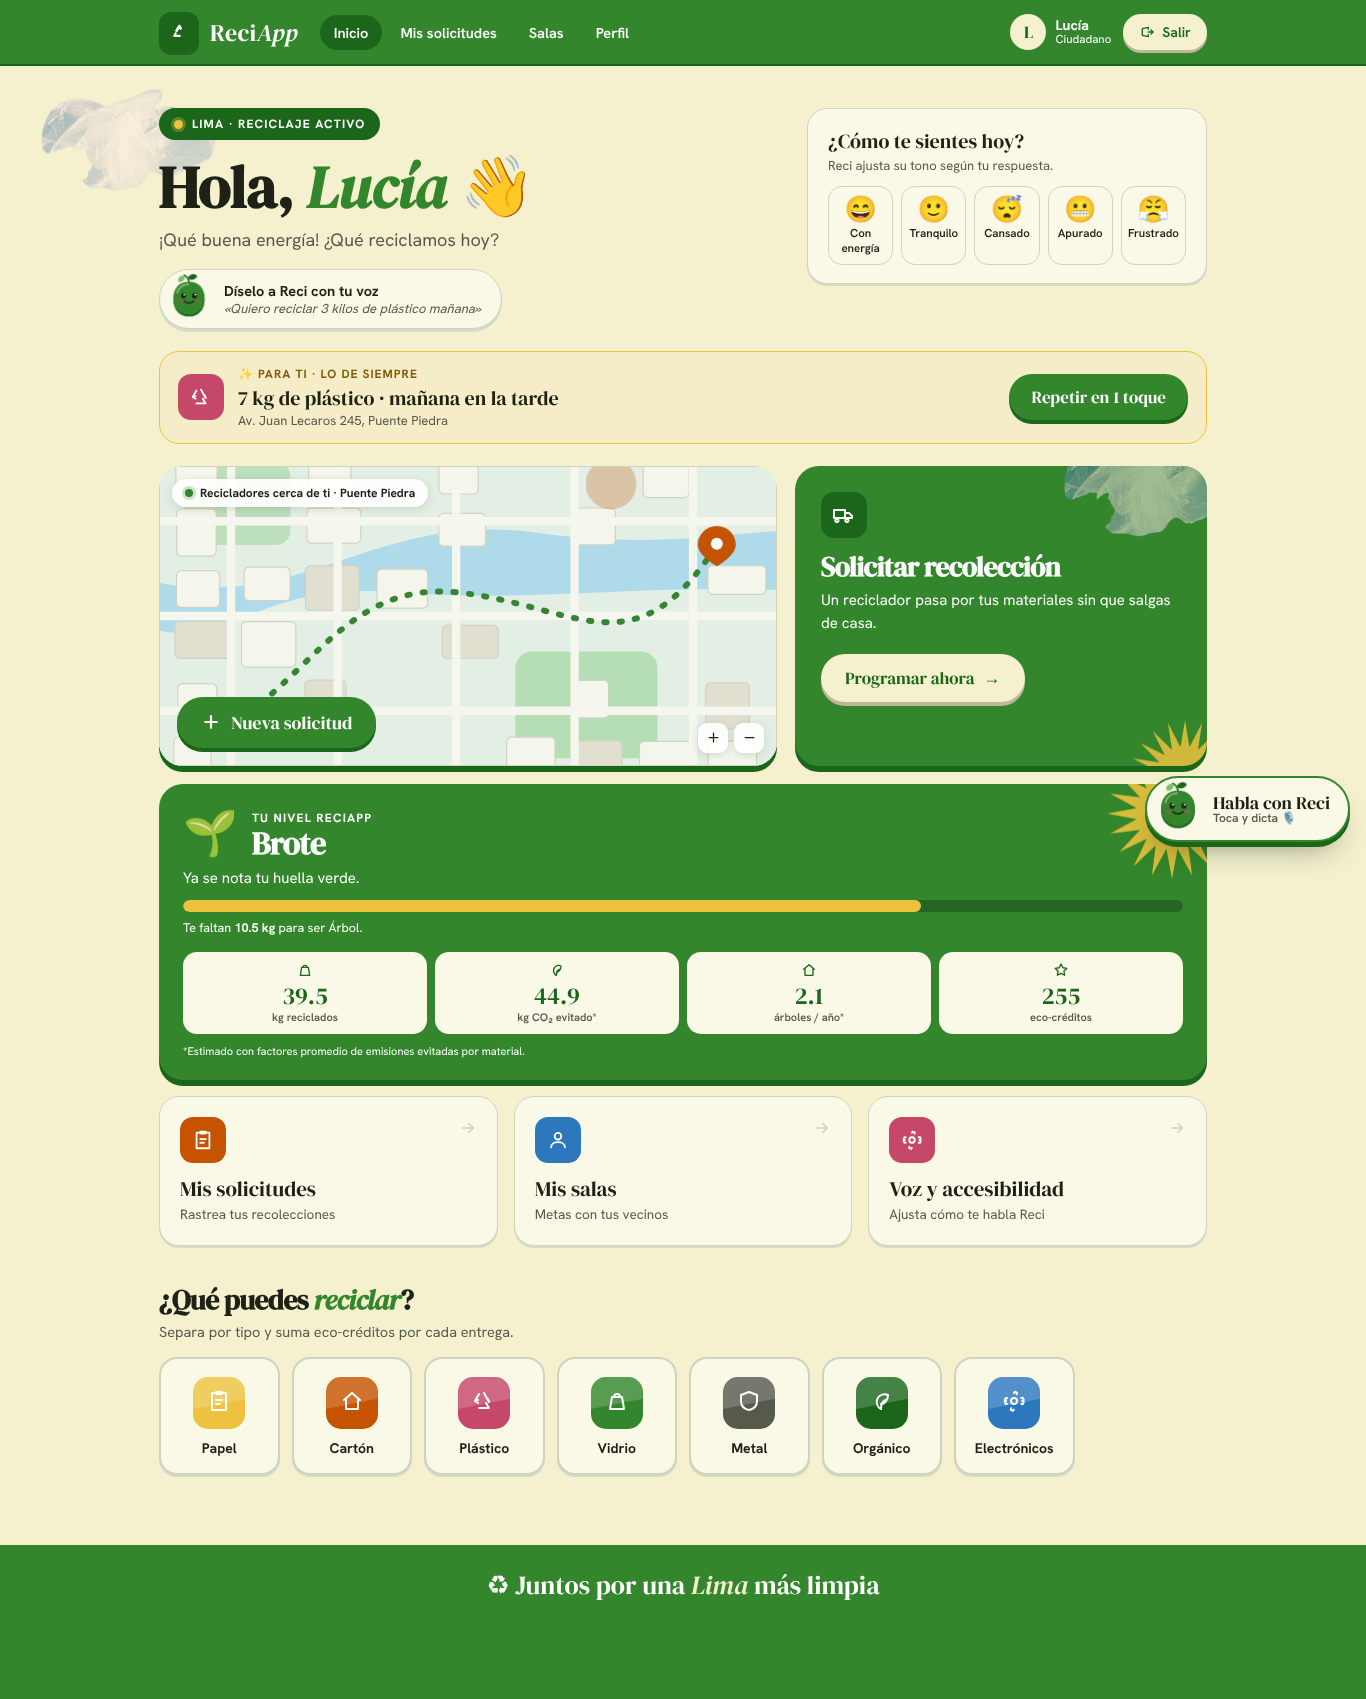 ReciApp
Inicio
Mis solicitudes
Salas
Perfil
L
Lucía
Ciudadano
Salir
LIMA · RECICLAJE ACTIVO
Hola, Lucía 👋
¡Qué buena energía! ¿Qué reciclamos hoy?
Díselo a Reci con tu voz
«Quiero reciclar 3 kilos de plástico mañana»
¿Cómo te sientes hoy?
Reci ajusta su tono según tu respuesta.
Con
energía
Tranquilo
Cansado
Apurado
Frustrado
✨ PARA TI · LO DE SIEMPRE
7 kg de plástico · mañana en la tarde
Av. Juan Lecaros 245, Puente Piedra
Repetir en 1 toque
Recicladores cerca de ti · Puente Piedra
+ Nueva solicitud
+ −
Solicitar recolección
Un reciclador pasa por tus materiales sin que salgas
de casa.
Programar ahora →
Habla con Reci
Toca y dicta 🎙️
TU NIVEL RECIAPP
Brote
Ya se nota tu huella verde.
Te faltan 10.5 kg para ser Árbol.
39.5
kg reciclados
44.9
kg CO₂ evitado*
2.1
árboles / año*
255
eco-créditos
*Estimado con factores promedio de emisiones evitadas por material.
Mis solicitudes
Rastrea tus recolecciones
Mis salas
Metas con tus vecinos
Voz y accesibilidad
Ajusta cómo te habla Reci
¿Qué puedes reciclar?
Separa por tipo y suma eco-créditos por cada entrega.
Papel
Cartón
Plástico
Vidrio
Metal
Orgánico
Electrónicos
♻ Juntos por una Lima más limpia